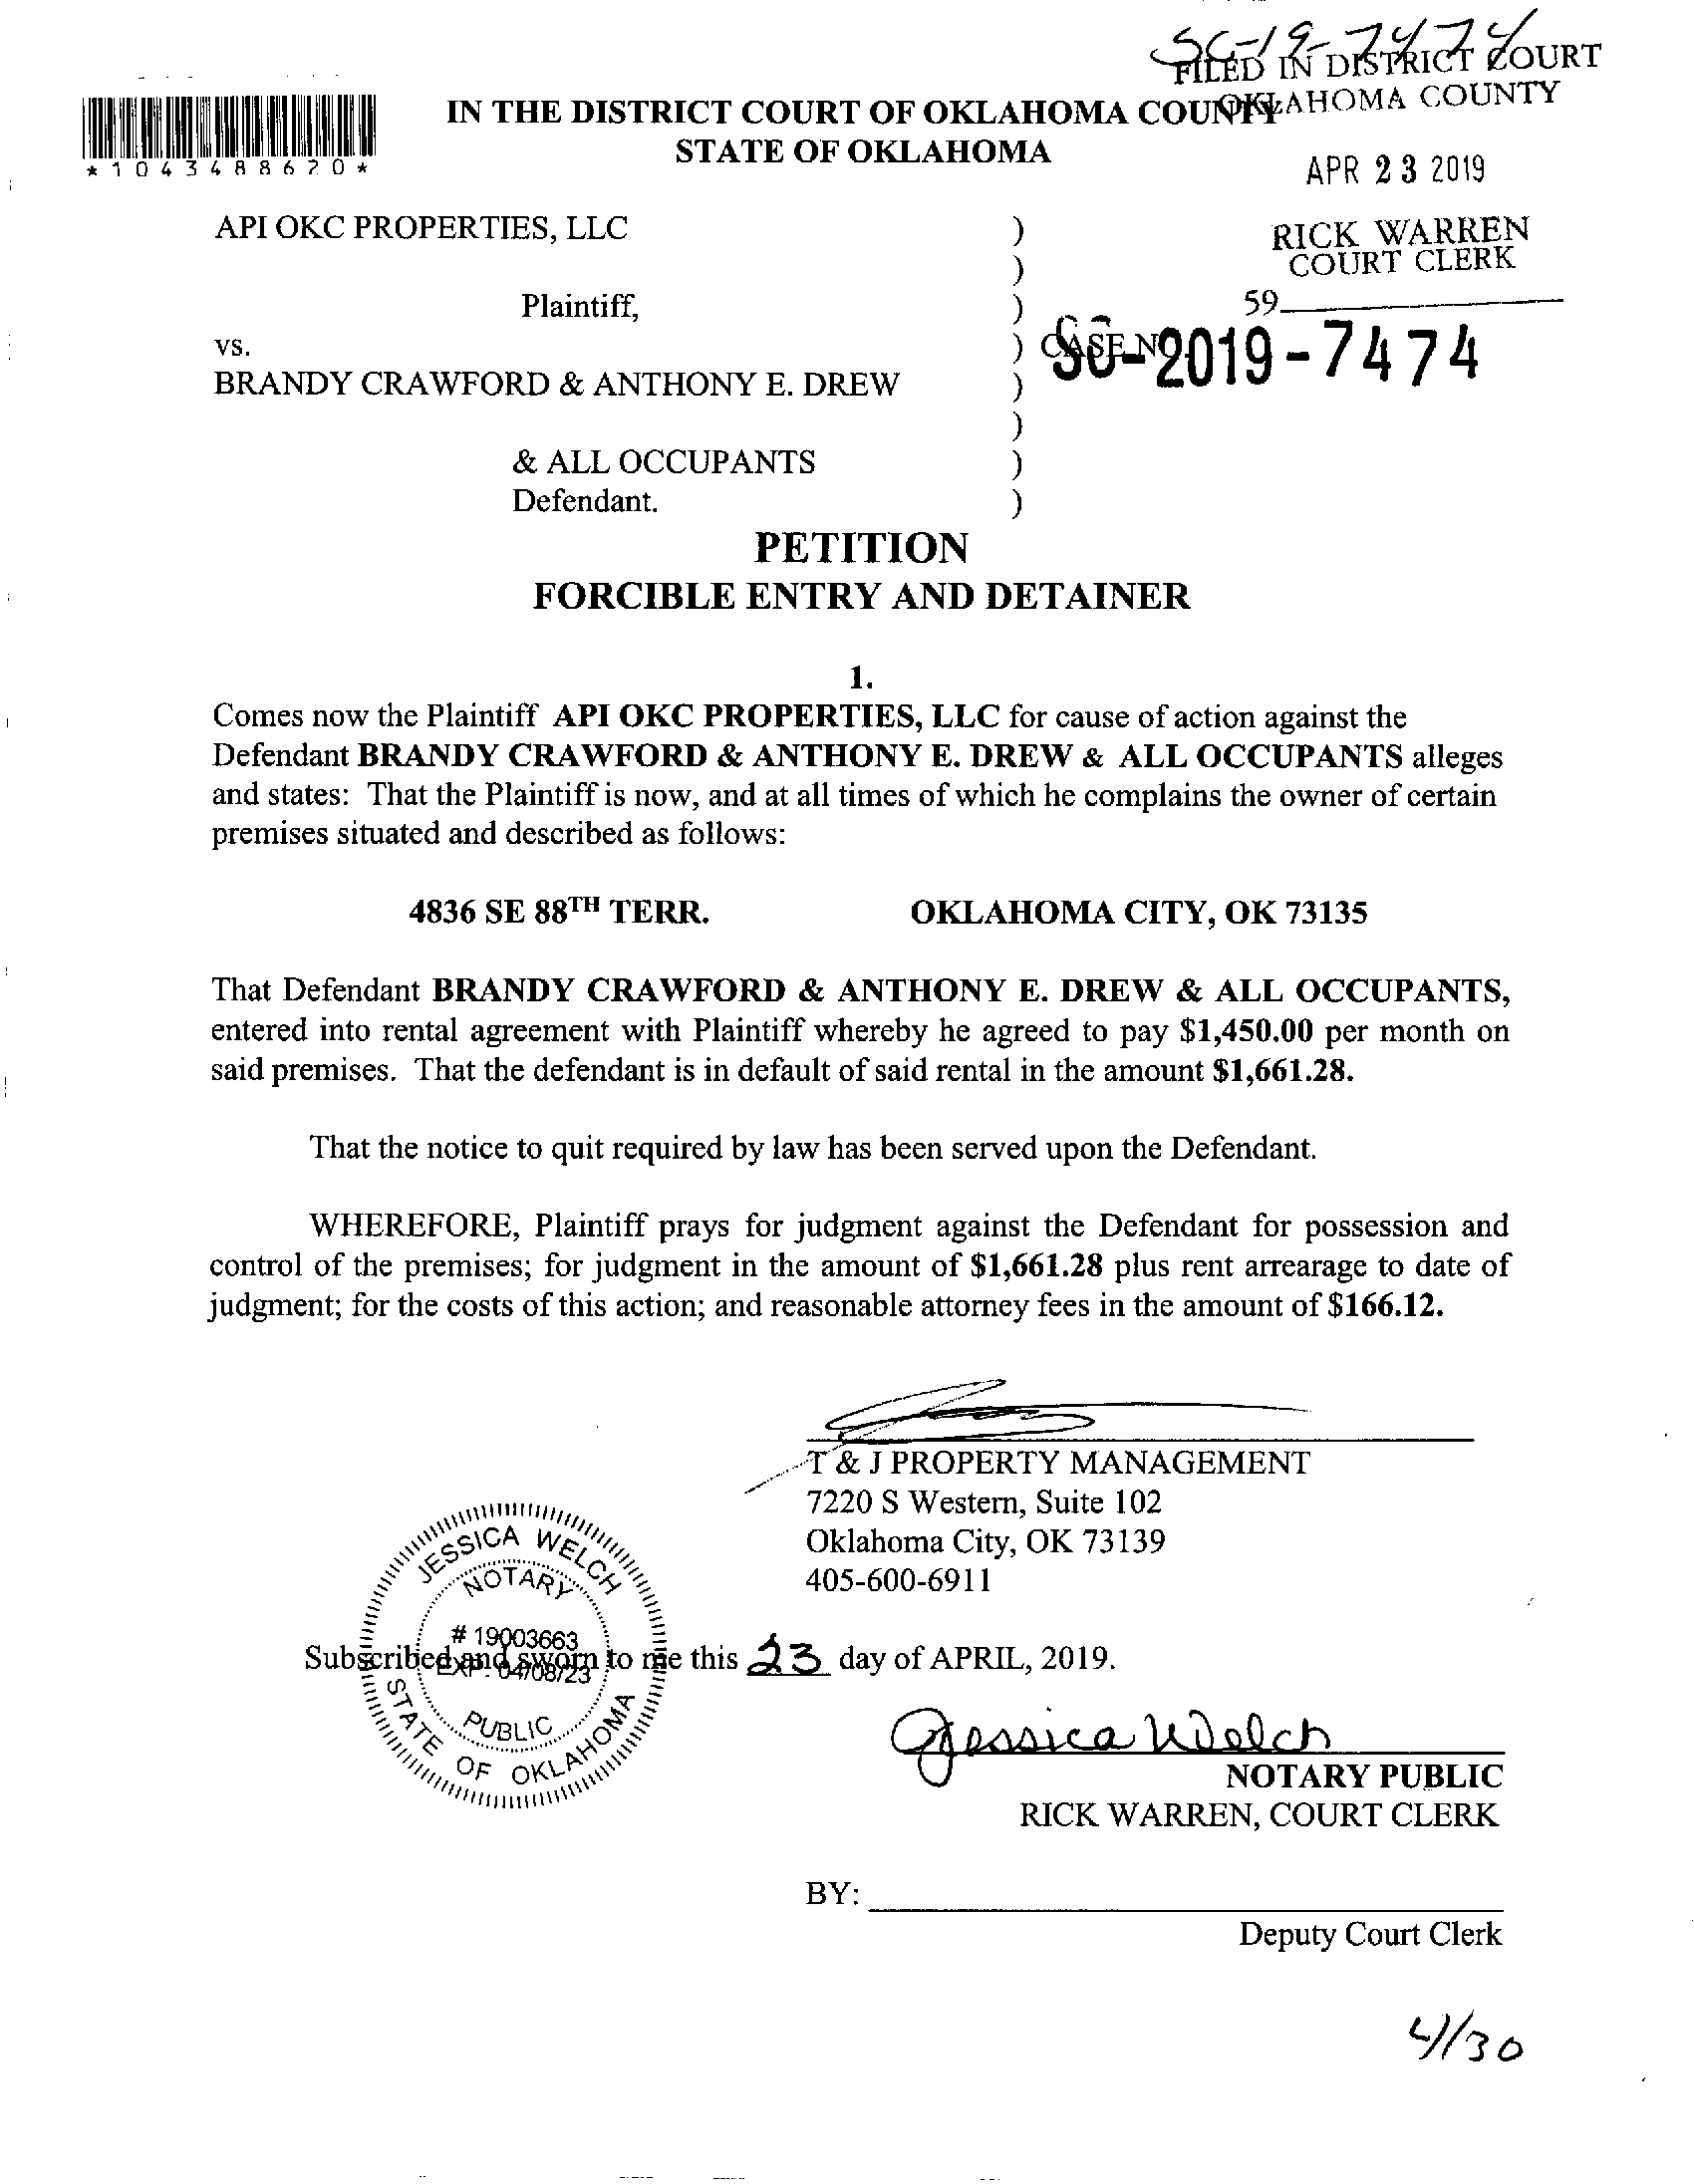 SC-19-7474
FILED IN DISTRICT COURT
OKLAHOMA COUNTY
IN THE DISTRICT COURT OF OKLAHOMA COUNTY
STATE OF OKLAHOMA
*1043488620*
APR 23 2019
RICK WARREN
COURT CLERK
59
API OKC PROPERTIES, LLC )
)
Plaintiff, )
vs. ) CASE NO.
SC-2019-7474
BRANDY CRAWFORD & ANTHONY E. DREW )
)
& ALL OCCUPANTS )
Defendant. )
PETITION
FORCIBLE ENTRY AND DETAINER
1.
Comes now the Plaintiff API OKC PROPERTIES, LLC for cause of action against the
Defendant BRANDY CRAWFORD & ANTHONY E. DREW & ALL OCCUPANTS alleges
and states: That the Plaintiff is now, and at all times of which he complains the owner of certain
premises situated and described as follows:
4836 SE 88TH TERR. OKLAHOMA CITY, OK 73135
That Defendant BRANDY CRAWFORD & ANTHONY E. DREW & ALL OCCUPANTS,
entered into rental agreement with Plaintiff whereby he agreed to pay $1,450.00 per month on
said premises. That the defendant is in default of said rental in the amount $1,661.28.
That the notice to quit required by law has been served upon the Defendant.
WHEREFORE, Plaintiff prays for judgment against the Defendant for possession and
control of the premises; for judgment in the amount of $1,661.28 plus rent arrearage to date of
judgment; for the costs of this action; and reasonable attorney fees in the amount of $166.12.
T & J PROPERTY MANAGEMENT
7220 S Western, Suite 102
Oklahoma City, OK 73139
405-600-6911
JESSICA WELCH
NOTARY
# 19003663
EXP. 04/08/23
PUBLIC
STATE OF OKLAHOMA
Subscribed and sworn to me this 23 day of APRIL, 2019.
Jessica Welch
NOTARY PUBLIC
RICK WARREN, COURT CLERK
BY:
Deputy Court Clerk
4/30